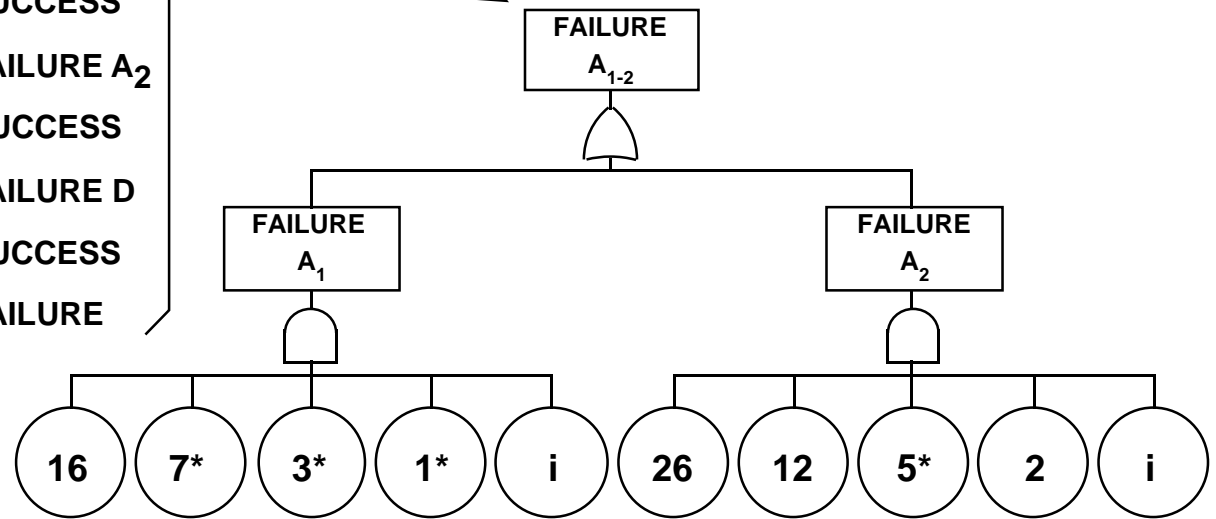 UCCESS
AILURE A2
UCCESS
AILURE D
UCCESS
AILURE
FAILURE
A1-2
FAILURE
A1
FAILURE
A2
16 7* 3* 1* i 26 12 5* 2 i